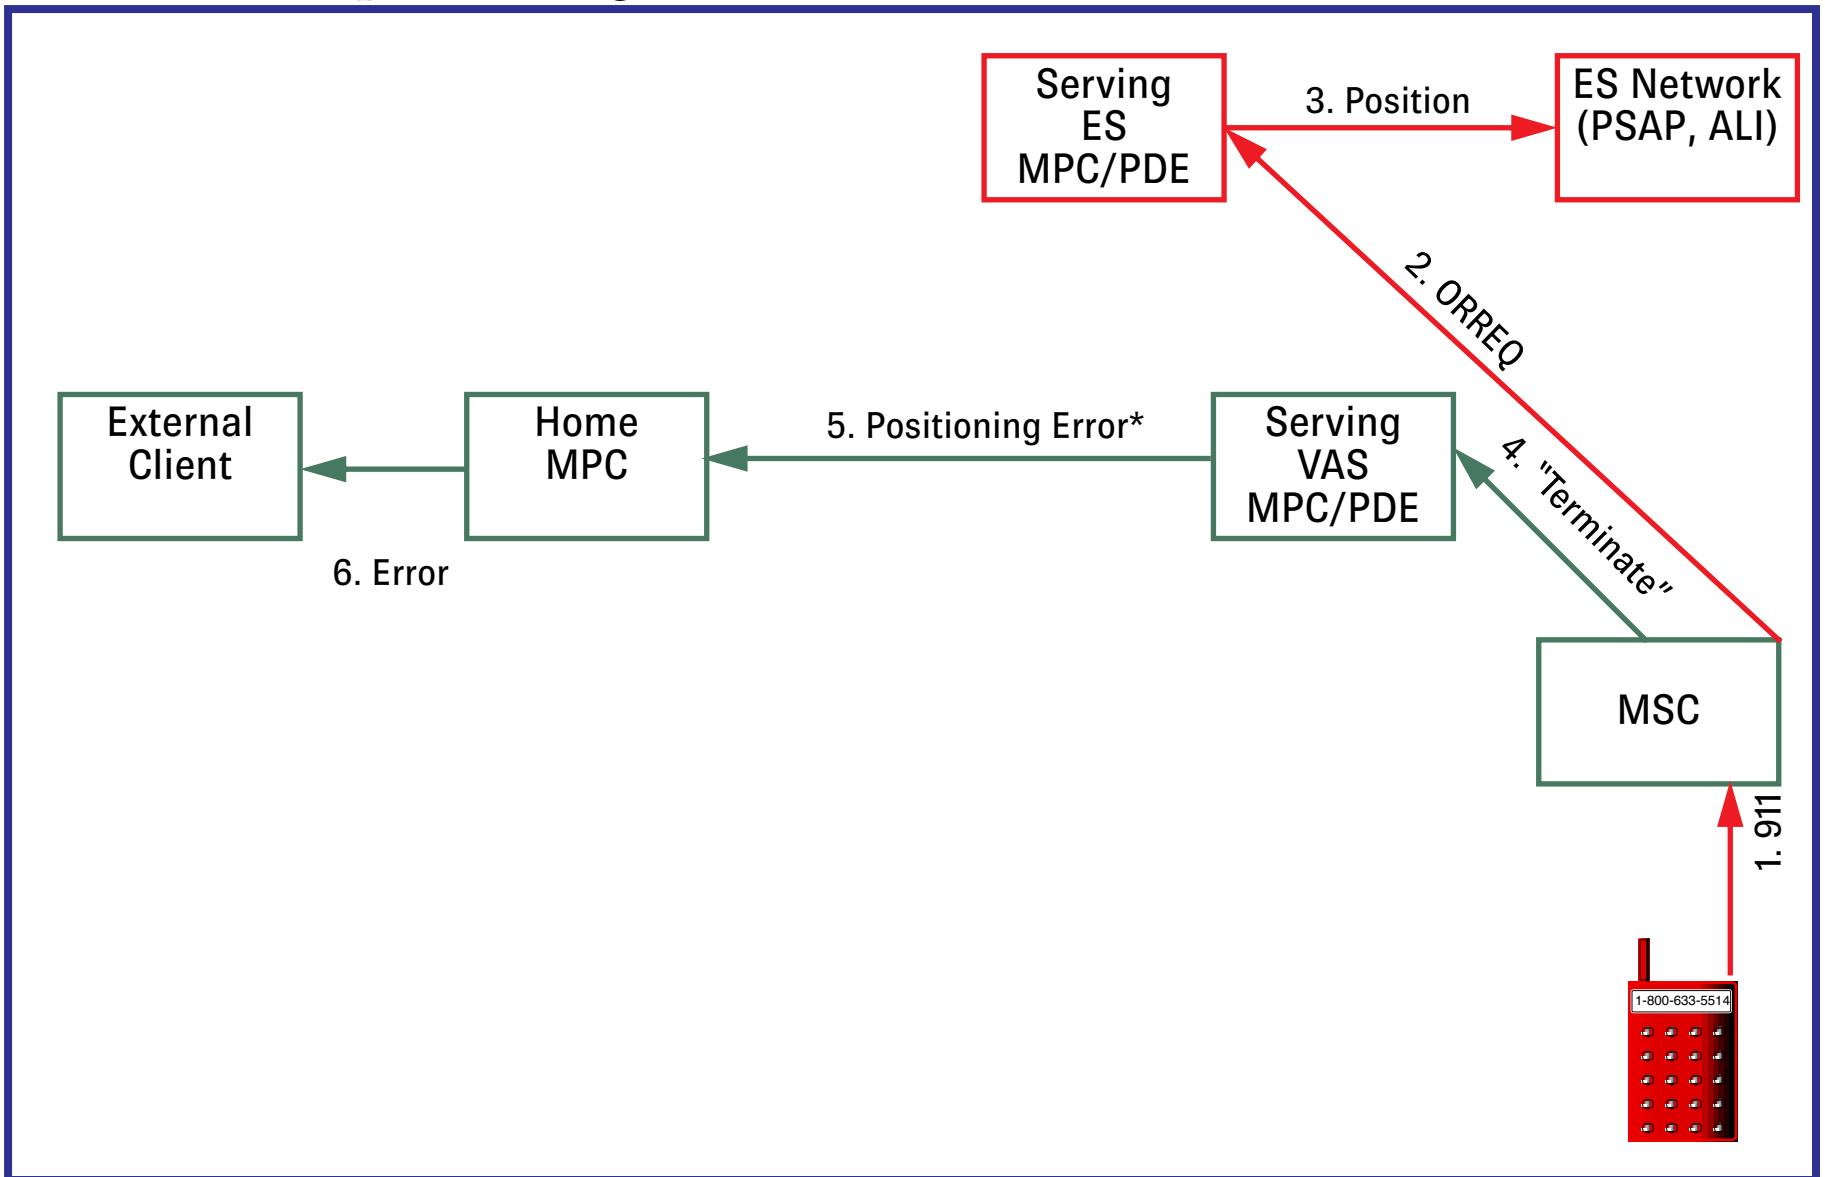 Serving
ES
MPC/PDE
3. Position
ES Network
(PSAP, ALI)
2. ORREQ
External
Client
Home
MPC
5. Positioning Error*
Serving
VAS
MPC/PDE
4. "Terminate"
6. Error
MSC
1. 911
1-800-633-5514